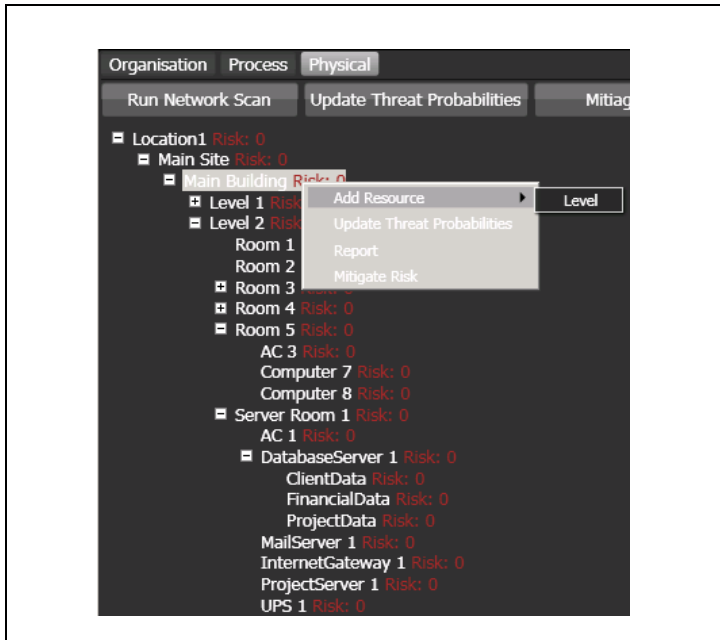 Organisation Process Physical
Run Network Scan Update Threat Probabilities Mitiag
Location1 Risk: 0
Main Site Risk: 0
Main Building Risk: 0
Level 1 Risk
Add Resource Level
Level 2 Risk
Update Threat Probabilities
Room 1
Report
Room 2
Mitigate Risk
Room 3 Risk: 0
Room 4 Risk: 0
Room 5 Risk: 0
AC 3 Risk: 0
Computer 7 Risk: 0
Computer 8 Risk: 0
Server Room 1 Risk: 0
AC 1 Risk: 0
DatabaseServer 1 Risk: 0
ClientData Risk: 0
FinancialData Risk: 0
ProjectData Risk: 0
MailServer 1 Risk: 0
InternetGateway 1 Risk: 0
ProjectServer 1 Risk: 0
UPS 1 Risk: 0